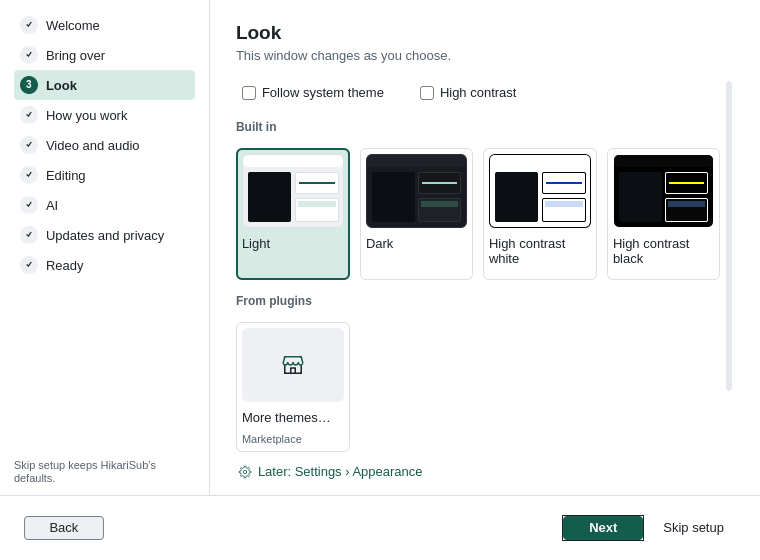 Welcome
Bring over
3 Look
How you work
Video and audio
Editing
AI
Updates and privacy
Ready
Skip setup keeps HikariSub's
defaults.
Look
This window changes as you choose.
Follow system theme
High contrast
Built in
Light
Dark
High contrast
white
High contrast
black
From plugins
More themes…
Marketplace
Later: Settings › Appearance
Back
Next
Skip setup